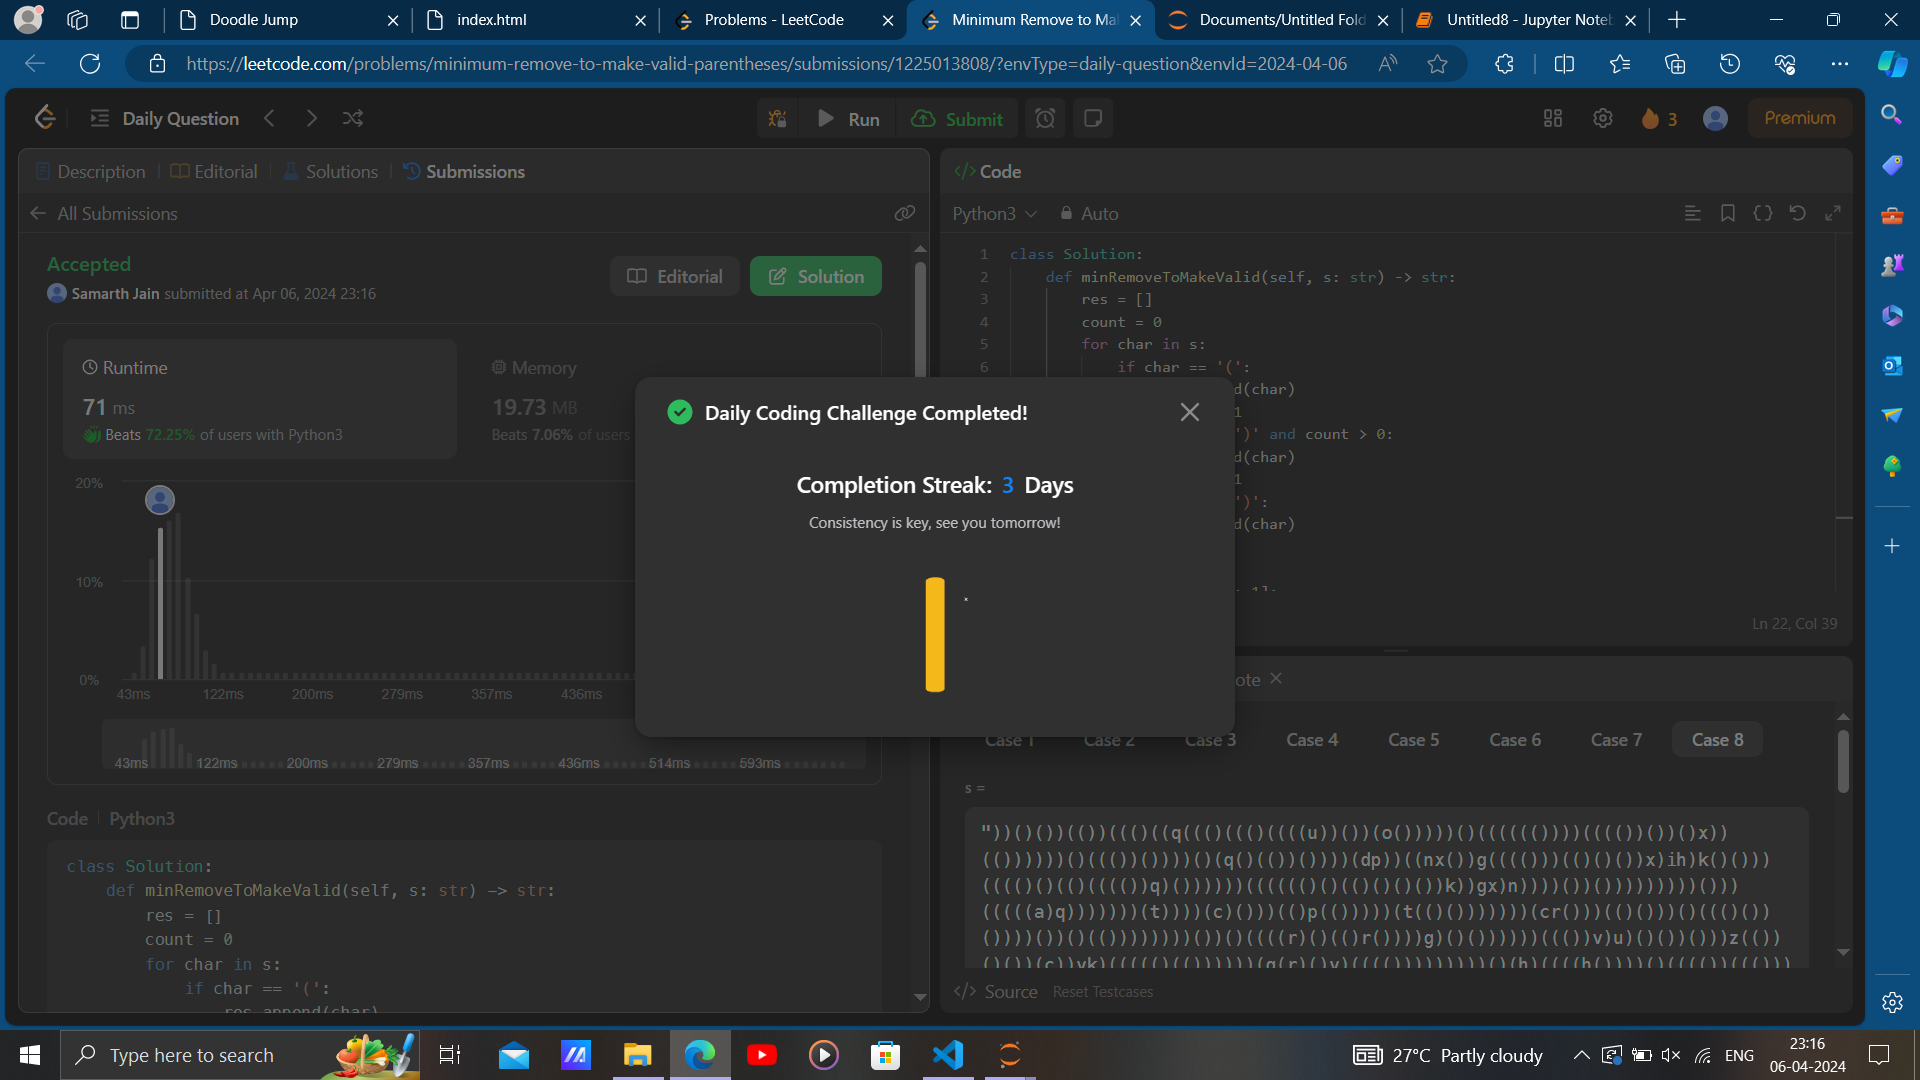 Doodle Jump
index.html
Problems - LeetCode
Minimum Remove to Ma
Documents/Untitled Fold
Untitled8 - Jupyter Noteb
https://leetcode.com/problems/minimum-remove-to-make-valid-parentheses/submissions/1225013808/?envType=daily-question&envId=2024-04-06
Daily Question
Run
Submit
3
Premium
Description
Editorial
Solutions
Submissions
All Submissions
Accepted
Samarth Jain submitted at Apr 06, 2024 23:16
Editorial
Solution
Runtime
71 ms
Beats 72.25% of users with Python3
Memory
19.73 MB
Beats 7.06% of users
20%
10%
0%
43ms 122ms 200ms 279ms 357ms 436ms
43ms 122ms 200ms 279ms 357ms 436ms 514ms 593ms
Code Python3
class Solution:
def minRemoveToMakeValid(self, s: str) -> str:
res = []
count = 0
for char in s:
if char == '(':
res.append(char)
Daily Coding Challenge Completed!
Completion Streak: 3 Days
Consistency is key, see you tomorrow!
</> Code
Python3
Auto
1 class Solution:
2 def minRemoveToMakeValid(self, s: str) -> str:
3 res = []
4 count = 0
5 for char in s:
6 if char == '(':
d(char)
1
')' and count > 0:
d(char)
1
')':
d(char)
Ln 22, Col 39
ote
Case 1
Case 2
Case 3
Case 4
Case 5
Case 6
Case 7
Case 8
s =
</> Source
Reset Testcases
Type here to search
27°C Partly cloudy
ENG
23:16
06-04-2024